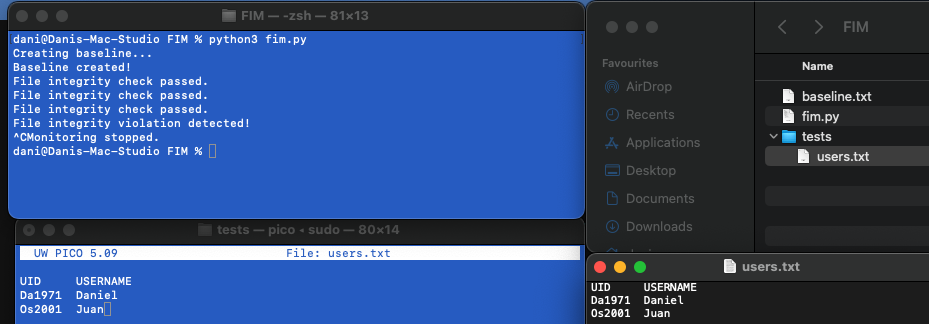 FIM — -zsh — 81×13
dani@Danis-Mac-Studio FIM % python3 fim.py
Creating baseline...
Baseline created!
File integrity check passed.
File integrity check passed.
File integrity check passed.
File integrity violation detected!
^CMonitoring stopped.
dani@Danis-Mac-Studio FIM %
tests — pico • sudo — 80×14
UW PICO 5.09 File: users.txt
UID USERNAME
Da1971 Daniel
Os2001 Juan
FIM
Favourites
AirDrop
Recents
Applications
Desktop
Documents
Downloads
Name
baseline.txt
fim.py
tests
users.txt
users.txt
UID USERNAME
Da1971 Daniel
Os2001 Juan